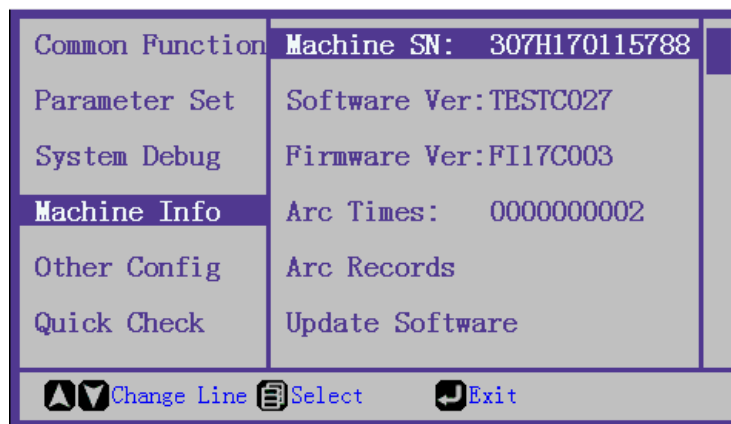 Common Function
Parameter Set
System Debug
Machine Info
Other Config
Quick Check
Machine SN: 307H170115788
Software Ver:TESTC027
Firmware Ver:FI17C003
Arc Times: 0000000002
Arc Records
Update Software
Change Line Select Exit